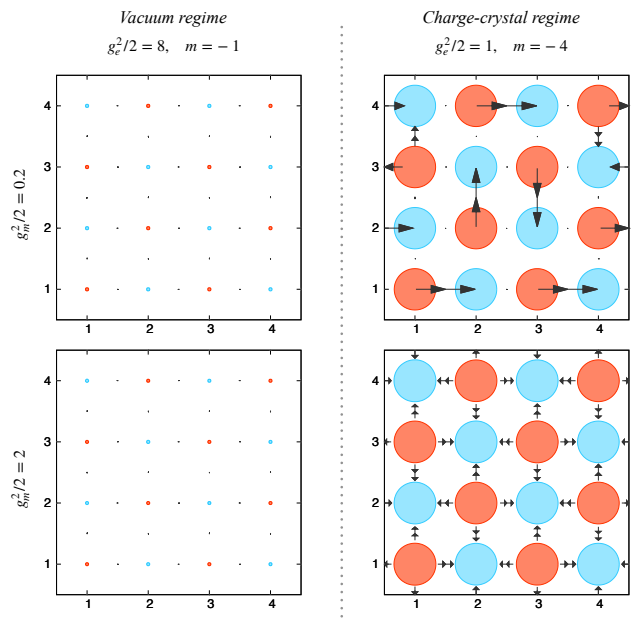 Vacuum regime
Charge-crystal regime
g_e^2/2 = 8, m = − 1
g_e^2/2 = 1, m = − 4
g_m^2/2 = 0.2
4
3
2
1
1 2 3 4
4
3
2
1
1 2 3 4
g_m^2/2 = 2
4
3
2
1
1 2 3 4
4
3
2
1
1 2 3 4